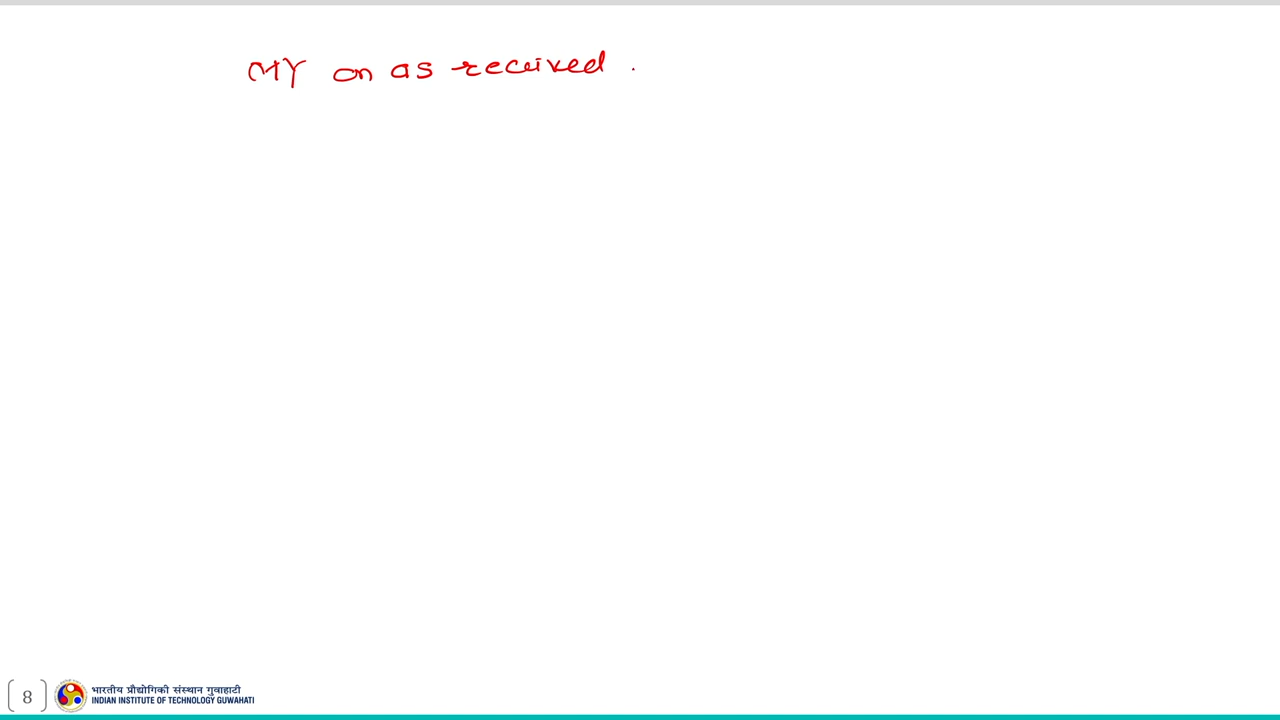 MY on as received .
8
भारतीय प्रौद्योगिकी संस्थान गुवाहाटी
INDIAN INSTITUTE OF TECHNOLOGY GUWAHATI